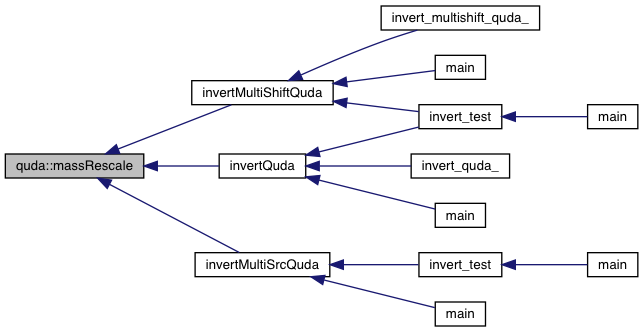 invert_multishift_quda_
main
invertMultiShiftQuda
invert_test
main
quda::massRescale
invertQuda
invert_quda_
main
invertMultiSrcQuda
invert_test
main
main